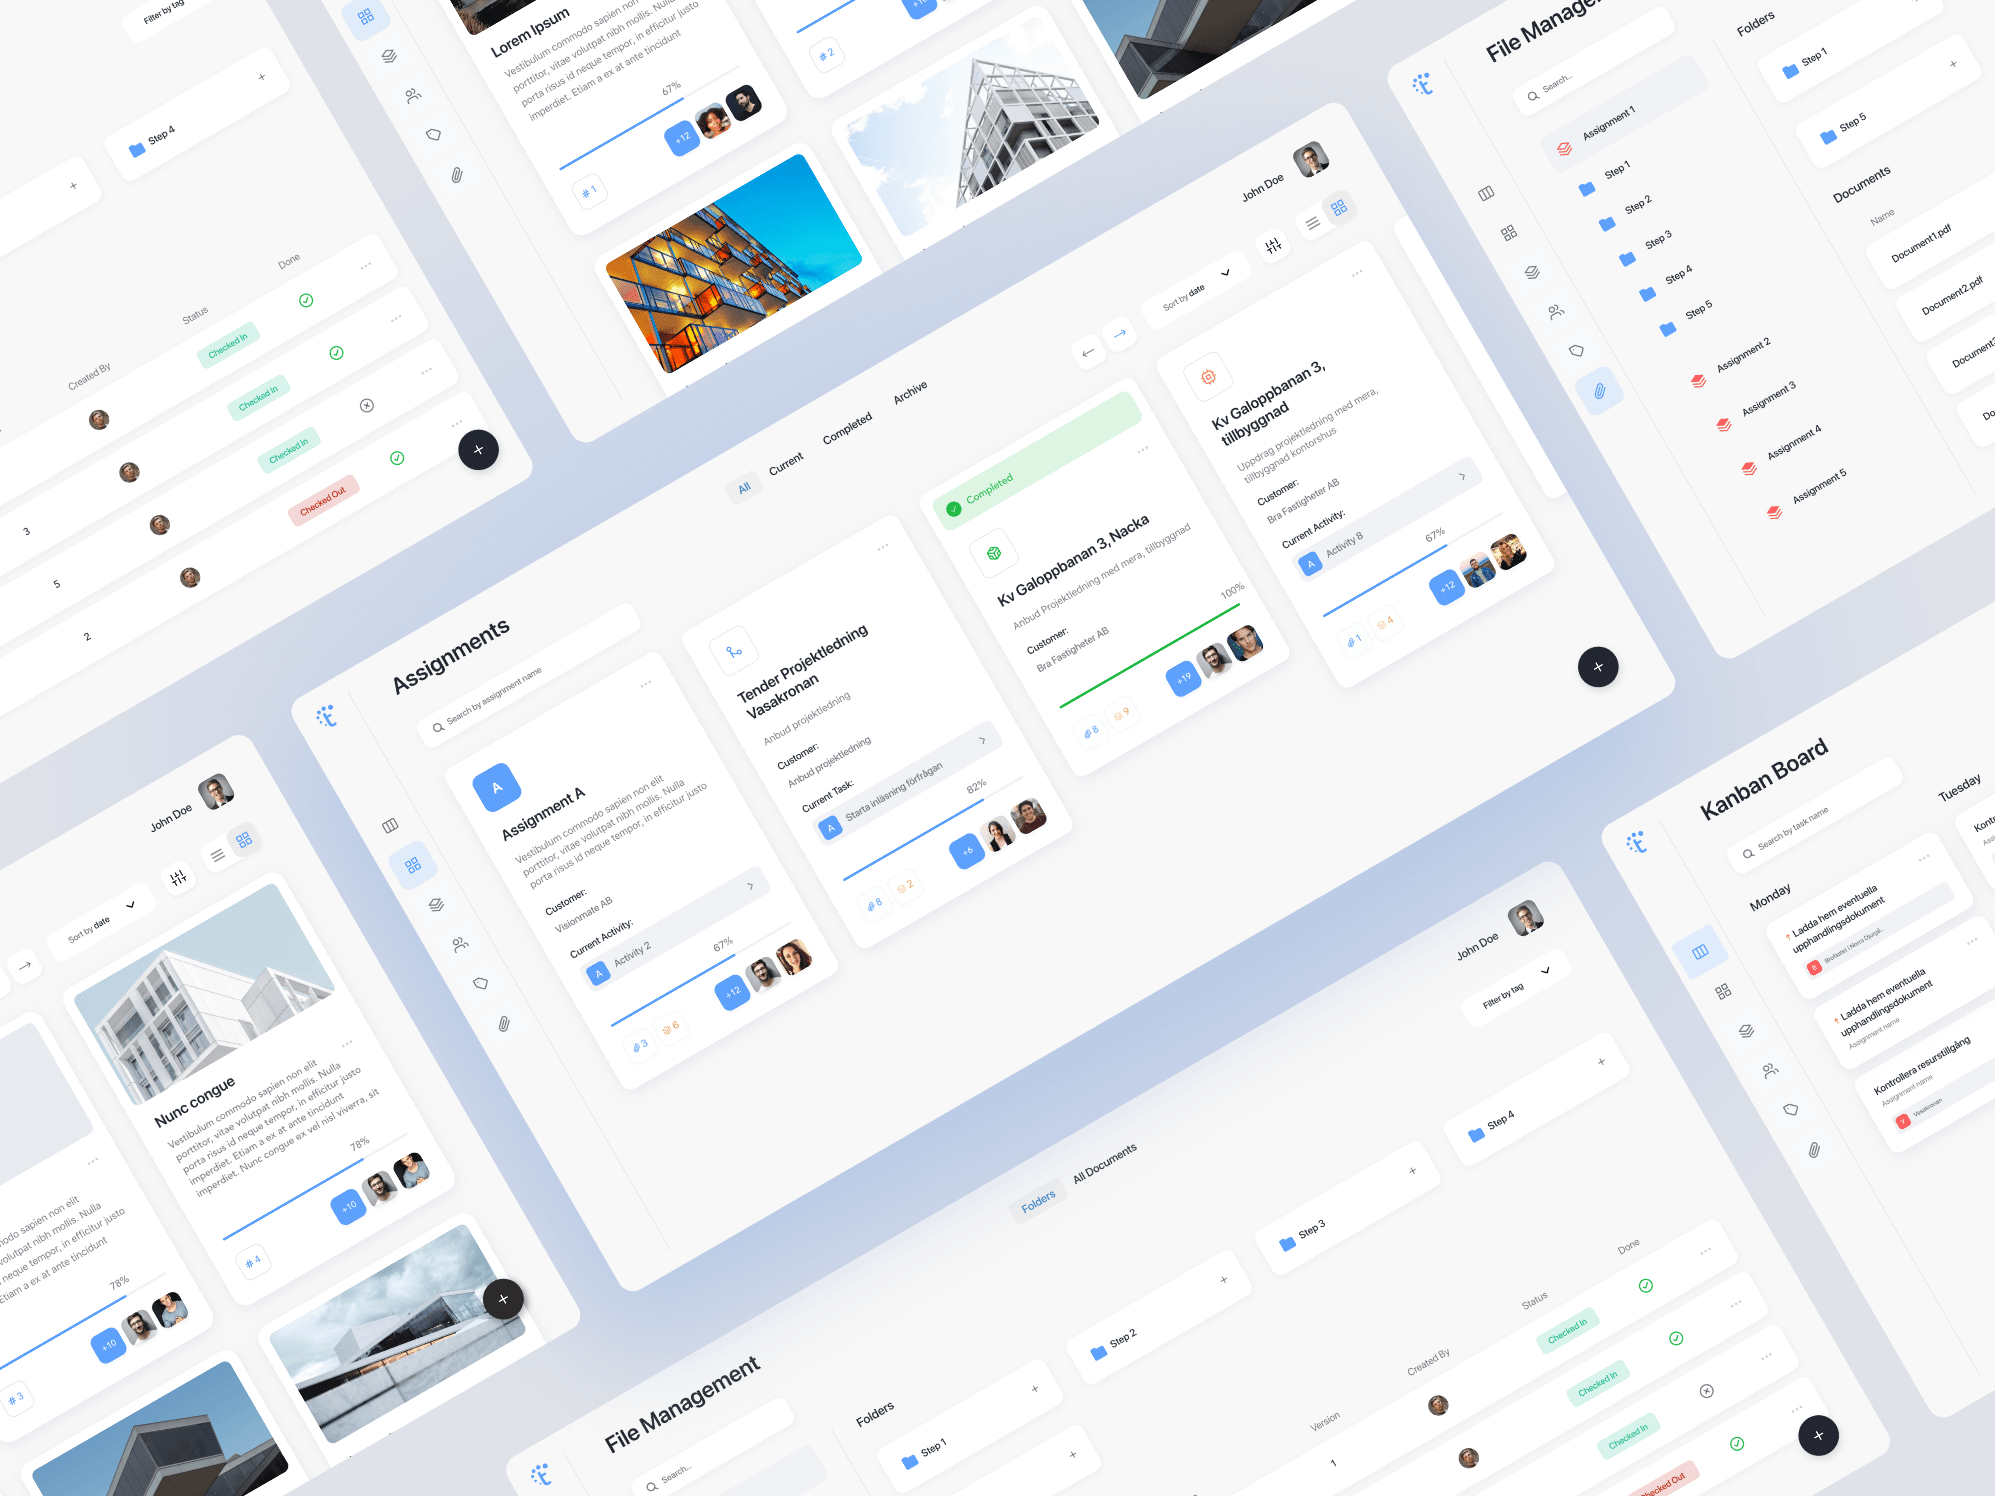 Filter by tag
Step 4
Done
Status
Created By
Checked In
Checked In
Checked In
Checked Out
3
5
2
Lorem Ipsum
Vestibulum commodo sapien non elit
porttitor, vitae volutpat nibh mollis. Nulla
porta risus id neque tempor, in efficitur justo
imperdiet. Etiam a ex at ante tincidunt
67%
+12
# 1
# 2
File Manage
Search...
Assignment 1
Step 1
Step 2
Step 3
Step 4
Step 5
Assignment 2
Assignment 3
Assignment 4
Assignment 5
Folders
Step 1
Step 5
Documents
Name
Document1.pdf
Document2.pdf
Document3
Do
John Doe
Sort by date
All
Current
Completed
Archive
Assignments
Search by assignment name
A
Assignment A
Vestibulum commodo sapien non elit
porttitor, vitae volutpat nibh mollis. Nulla
porta risus id neque tempor, in efficitur justo
Customer:
Visionmate AB
Current Activity:
A Activity 2
67%
+12
3
6
Tender Projektledning
Vasakronan
Anbud projektledning
Customer:
Anbud projektledning
Current Task:
A Starta inläsning förfrågan
82%
+6
8
2
Completed
Kv Galoppbanan 3, Nacka
Anbud Projektledning med mera, tillbyggnad
Customer:
Bra Fastigheter AB
100%
+19
8
9
Kv Galoppbanan 3,
tillbyggnad
Uppdrag projektledning med mera,
tillbyggnad kontorshus
Customer:
Bra Fastigheter AB
Current Activity:
A Activity 8
67%
+12
1
4
John Doe
Sort by date
Nunc congue
Vestibulum commodo sapien non elit
porttitor, vitae volutpat nibh mollis. Nulla
porta risus id neque tempor, in efficitur justo
imperdiet. Etiam a ex at ante tincidunt
imperdiet. Nunc congue ex vel nisl viverra, sit
78%
+10
# 4
modo sapien non elit
volutpat nibh mollis. Nulla
neque tempor, in efficitur justo
Etiam a ex at ante tincidunt
78%
+10
# 3
John Doe
Filter by tag
File Management
Search...
Folders
All Documents
Folders
Step 1
Step 2
Step 3
Step 4
Version
Created By
Status
Done
1
Checked In
Checked In
Checked In
Checked Out
Kanban Board
Search by task name
Monday
Ladda hem eventuella
upphandlingsdokument
B
Ladda hem eventuella
upphandlingsdokument
Assignment name
Kontrollera resurstillgång
Assignment name
V Vasakronan
Tuesday
Kont
Ass